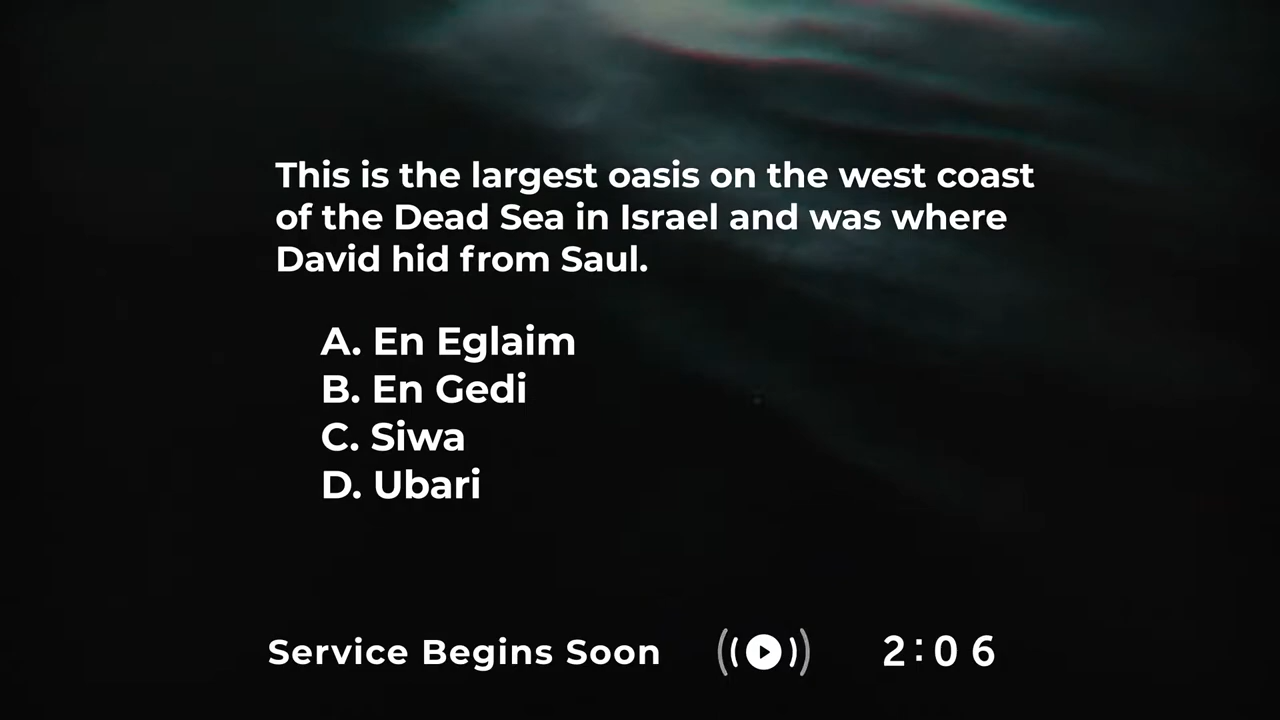 This is the largest oasis on the west coast
of the Dead Sea in Israel and was where
David hid from Saul.
A. En Eglaim
B. En Gedi
C. Siwa
D. Ubari
Service Begins Soon 2:06